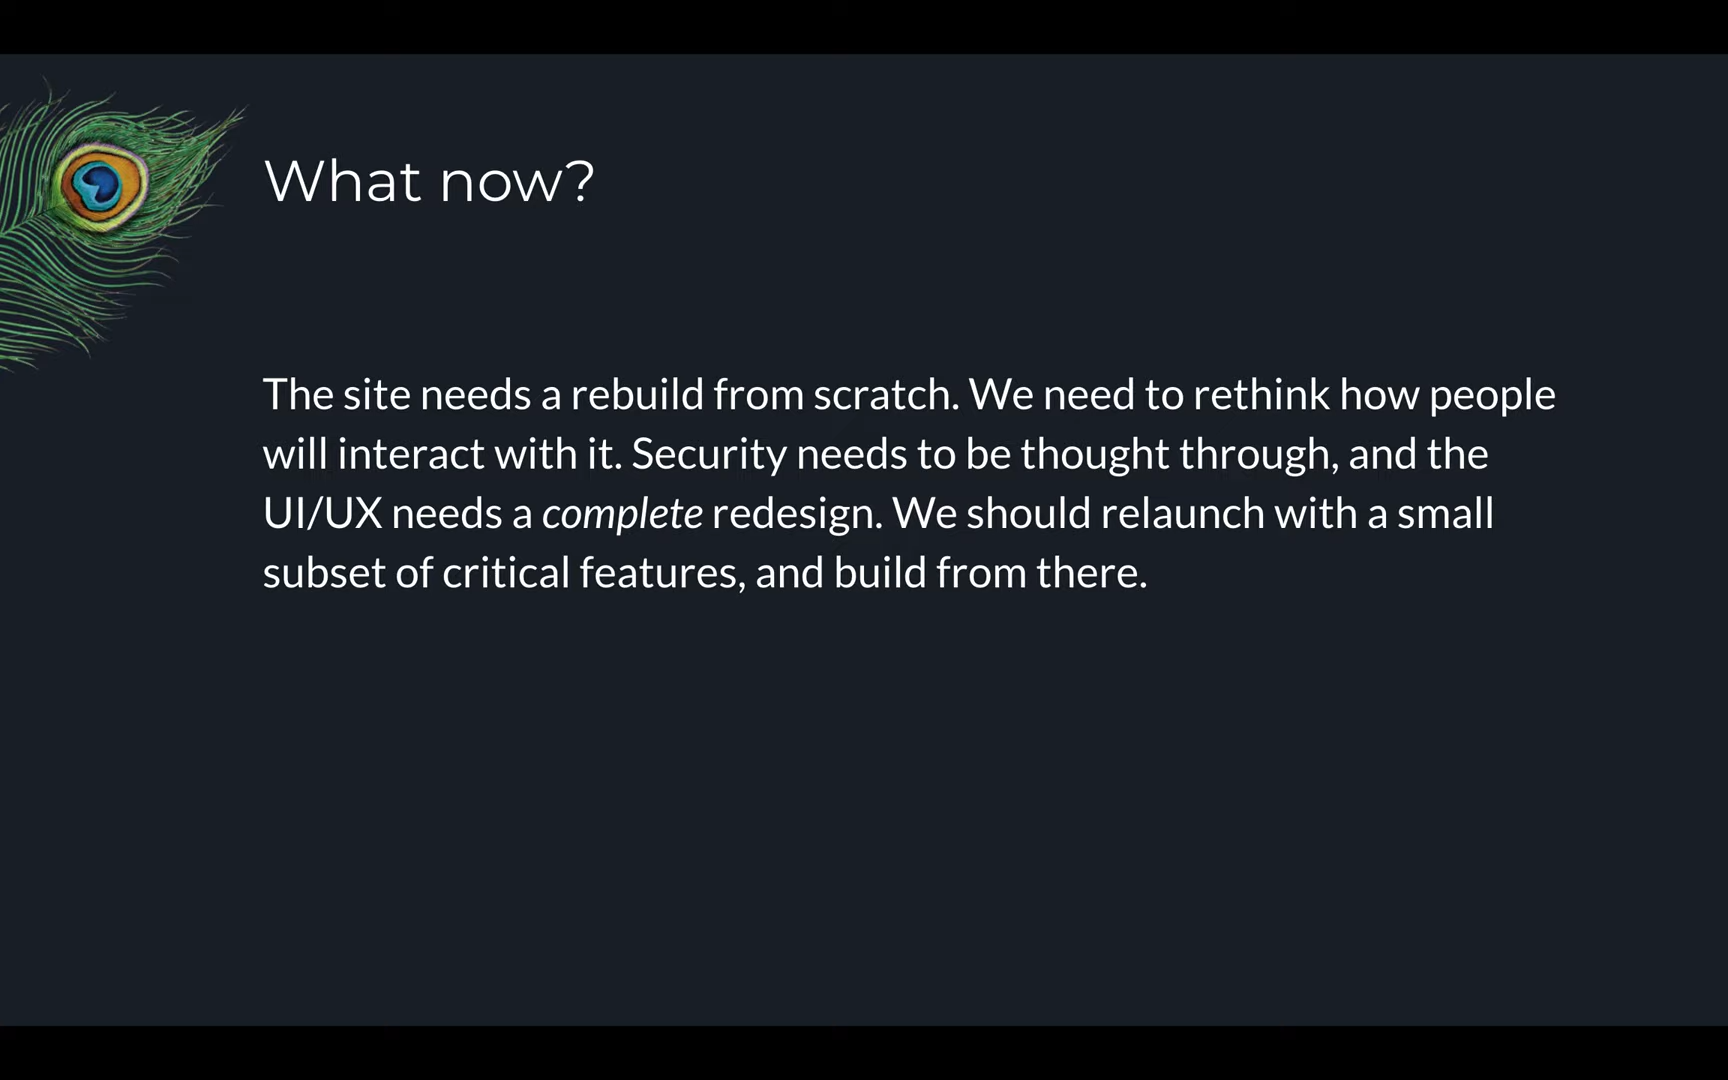 What now?
The site needs a rebuild from scratch. We need to rethink how people
will interact with it. Security needs to be thought through, and the
UI/UX needs a complete redesign. We should relaunch with a small
subset of critical features, and build from there.